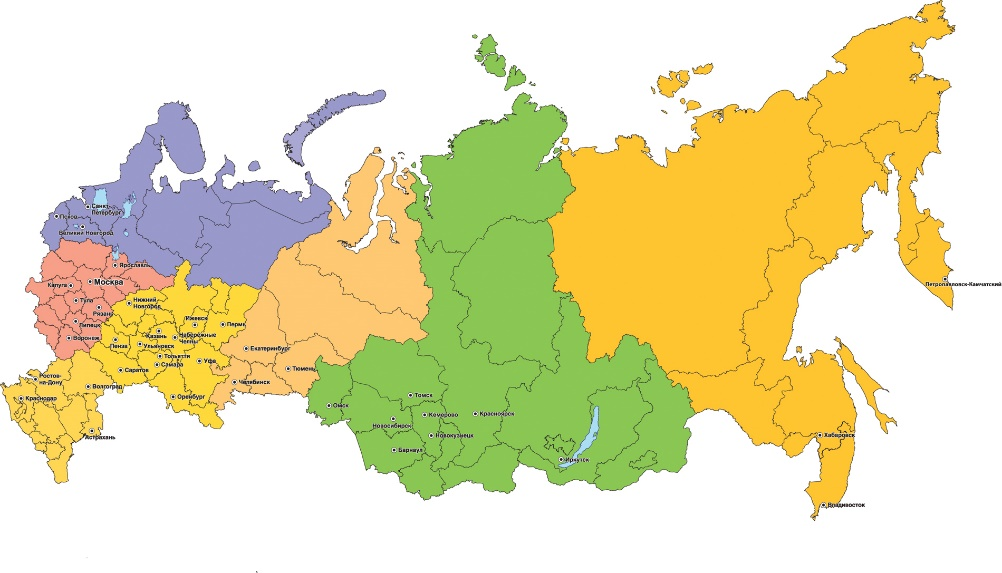 Санкт-
Петербург
Псков
Великий Новгород
Ярославль
Москва
Калуга
Тула
Рязань
Липецк
Воронеж
Нижний
Новгород
Ижевск
Пермь
Казань
Набережные
Челны
Пенза
Ульяновск
Тольятти
Самара
Уфа
Саратов
Оренбург
Ростов-
на-Дону
Волгоград
Краснодар
Астрахань
Екатеринбург
Тюмень
Челябинск
Омск
Томск
Новосибирск
Кемерово
Красноярск
Новокузнецк
Барнаул
Иркутск
Петропавловск-Камчатский
Хабаровск
Владивосток